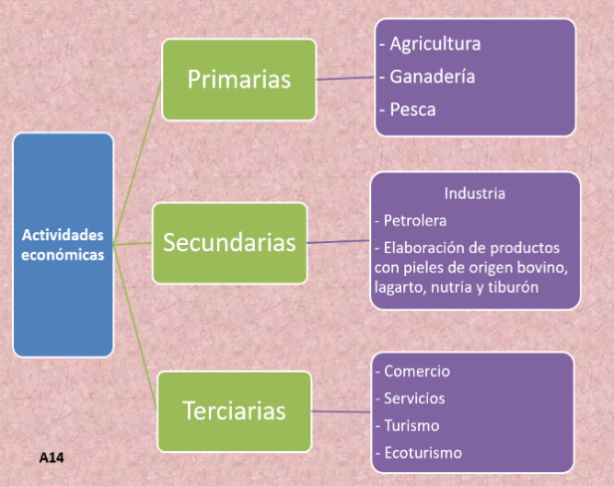 Actividades
económicas
Primarias
- Agricultura
- Ganadería
- Pesca
Secundarias
Industria
- Petrolera
- Elaboración de productos
con pieles de origen bovino,
lagarto, nutria y tiburón
Terciarias
- Comercio
- Servicios
- Turismo
- Ecoturismo
A14